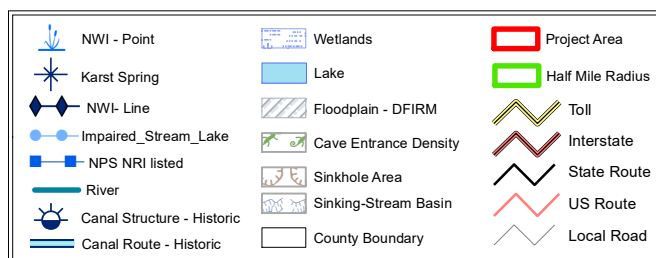 NWI - Point
Karst Spring
NWI- Line
Impaired_Stream_Lake
NPS NRI listed
River
Canal Structure - Historic
Canal Route - Historic
Wetlands
Lake
Floodplain - DFIRM
Cave Entrance Density
Sinkhole Area
Sinking-Stream Basin
County Boundary
Project Area
Half Mile Radius
Toll
Interstate
State Route
US Route
Local Road